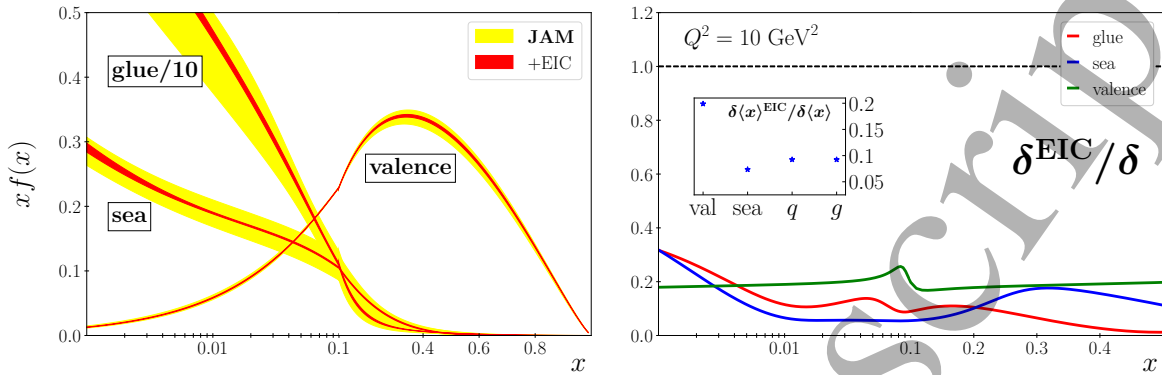 0.5
0.4
0.3
0.2
0.1
0.0
x f(x)
glue/10
sea
valence
JAM
+EIC
0.01
0.1
0.4
0.6
0.8
x
1.2
1.0
0.8
0.6
0.4
0.2
0.0
Q² = 10 GeV²
glue
sea
valence
δ⟨x⟩^EIC/δ⟨x⟩
0.2
0.15
0.1
0.05
val sea q g
δ^EIC/δ
0.01
0.1
0.2
0.3
0.4
x
scrip